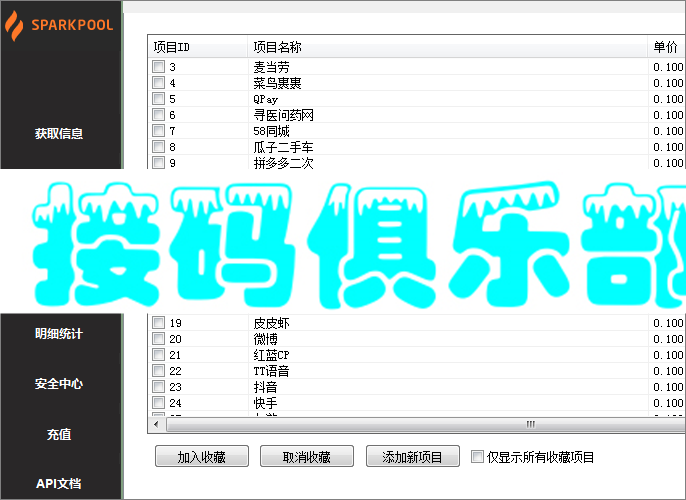 SPARKPOOL
项目ID 项目名称 单价
3 麦当劳 0.100
4 菜鸟裹裹 0.100
5 QPay 0.100
获取信息
6 寻医问药网 0.100
7 58同城 0.100
8 瓜子二手车 0.100
9 拼多多二次 0.100
接码俱乐部
19 皮皮虾 0.100
明细统计
20 微博 0.100
21 红蓝CP 0.100
22 TT语音 0.100
安全中心
23 抖音 0.100
24 快手 0.100
充值
加入收藏 取消收藏 添加新项目 仅显示所有收藏项目
API文档